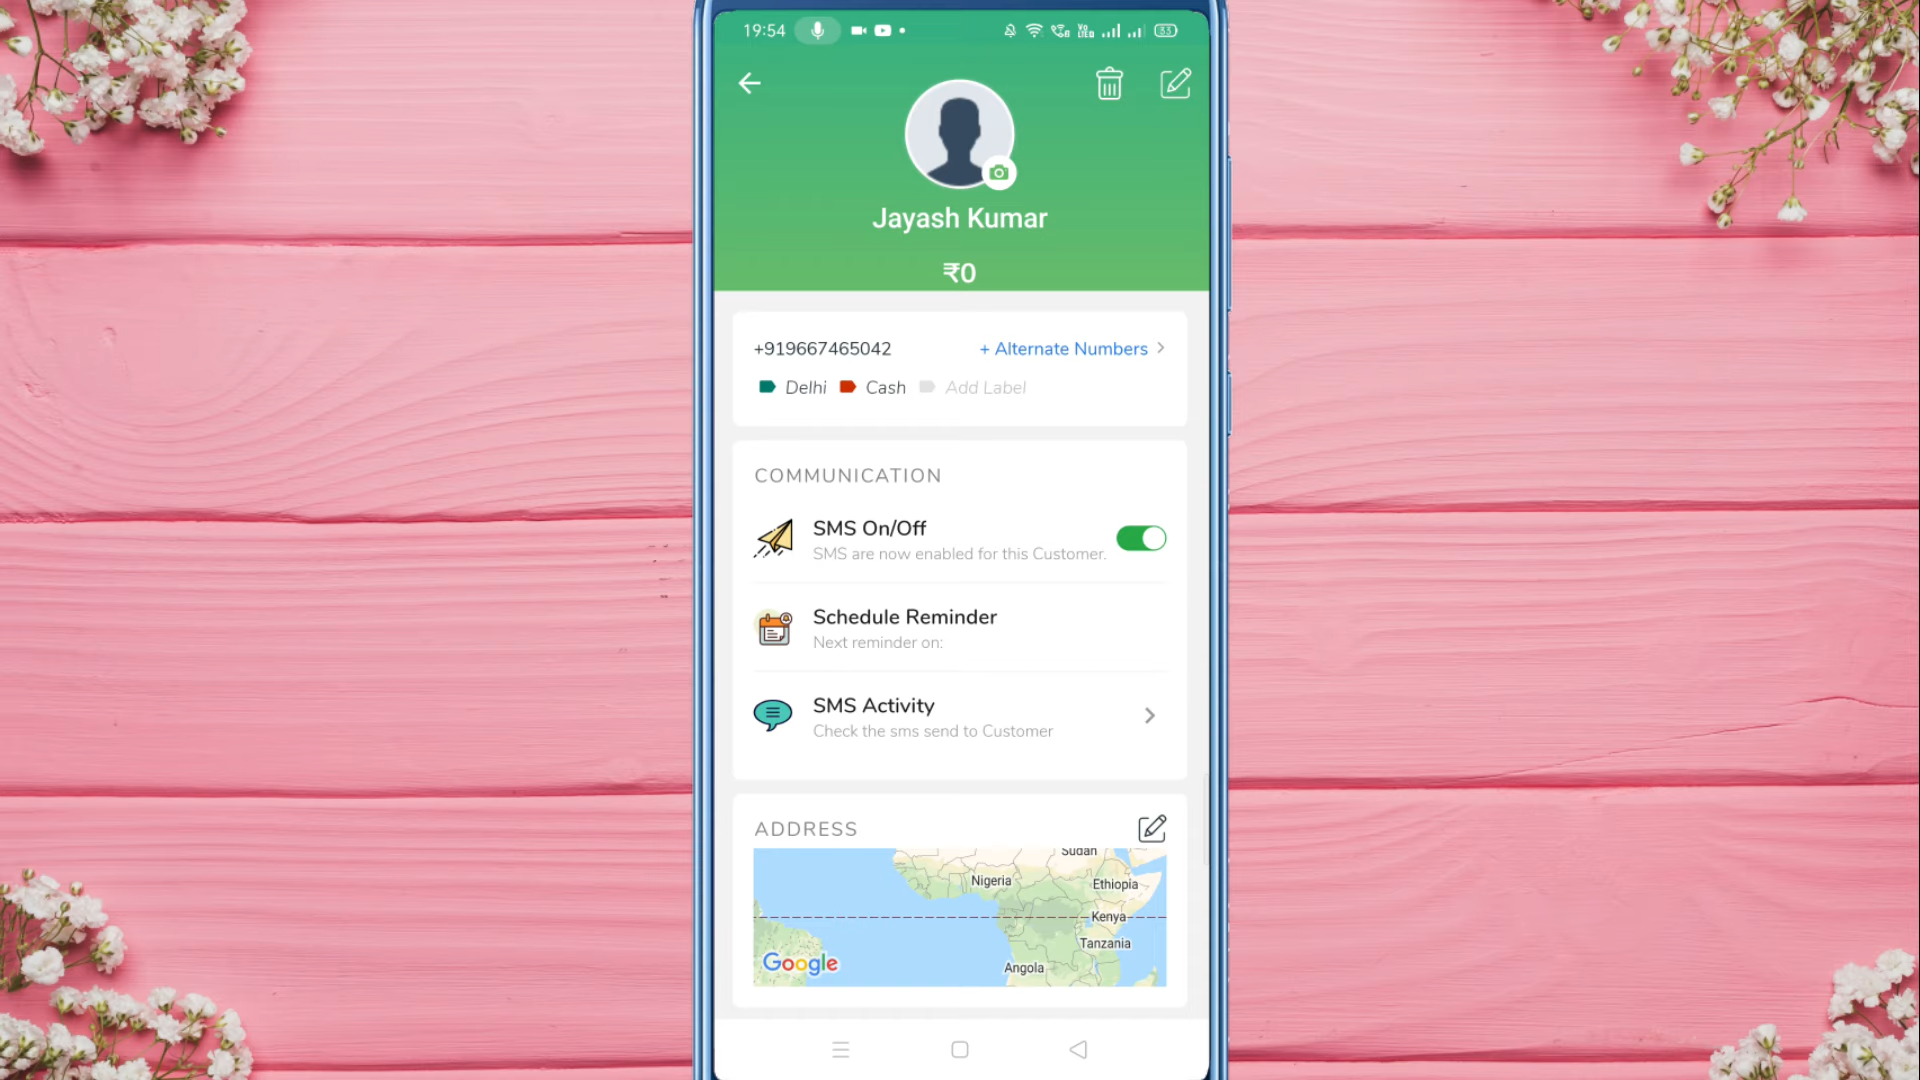 19:54
33
Jayash Kumar
₹0
+919667465042 + Alternate Numbers
Delhi Cash Add Label
COMMUNICATION
SMS On/Off
SMS are now enabled for this Customer.
Schedule Reminder
Next reminder on:
SMS Activity
Check the sms send to Customer
ADDRESS
Sudan
Nigeria
Ethiopia
Kenya
Tanzania
Angola
Google